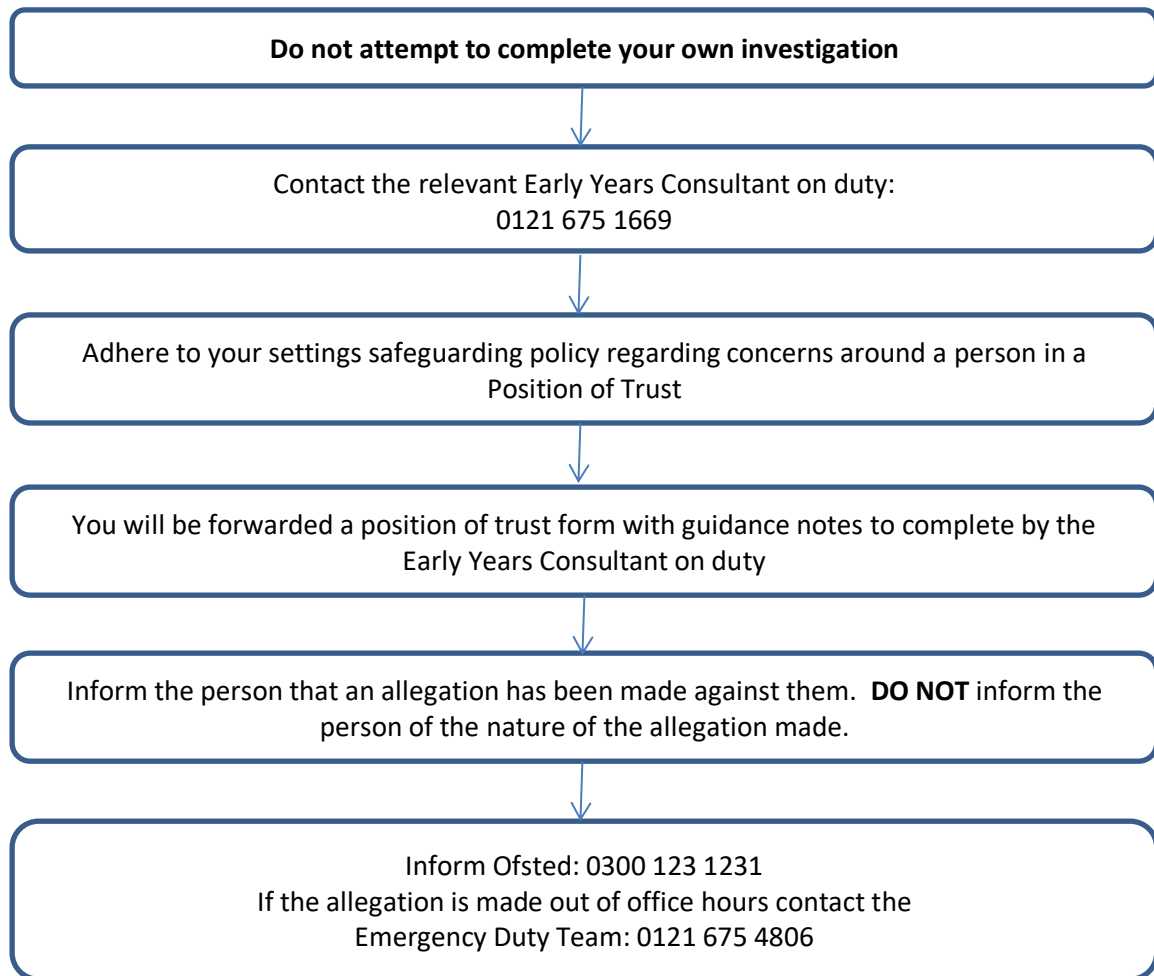 Do not attempt to complete your own investigation
Contact the relevant Early Years Consultant on duty:
0121 675 1669
Adhere to your settings safeguarding policy regarding concerns around a person in a
Position of Trust
You will be forwarded a position of trust form with guidance notes to complete by the
Early Years Consultant on duty
Inform the person that an allegation has been made against them.  DO NOT inform the
person of the nature of the allegation made.
Inform Ofsted: 0300 123 1231
If the allegation is made out of office hours contact the
Emergency Duty Team: 0121 675 4806